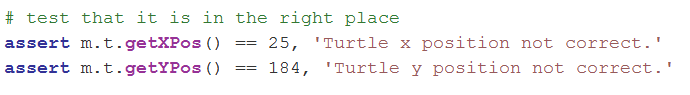 # test that it is in the right place
assert m.t.getXPos() == 25, 'Turtle x position not correct.'
assert m.t.getYPos() == 184, 'Turtle y position not correct.'